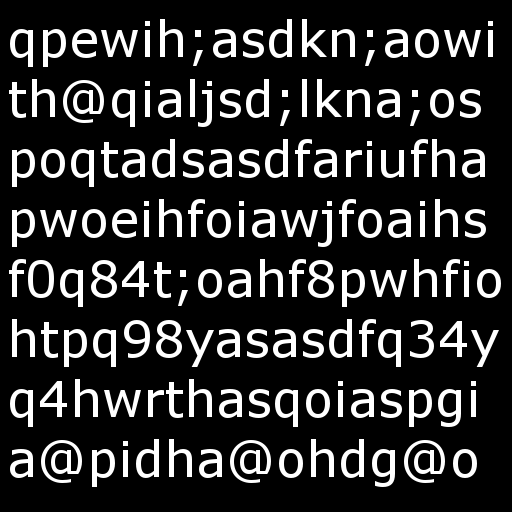 qpewih;asdkn;aowi
th@qialjsd;lkna;os
poqtadsasdfariufha
pwoeihfoiawjfoaihs
f0q84t;oahf8pwhfio
htpq98yasasdfq34y
q4hwrthasqoiaspgi
a@pidha@ohdg@o